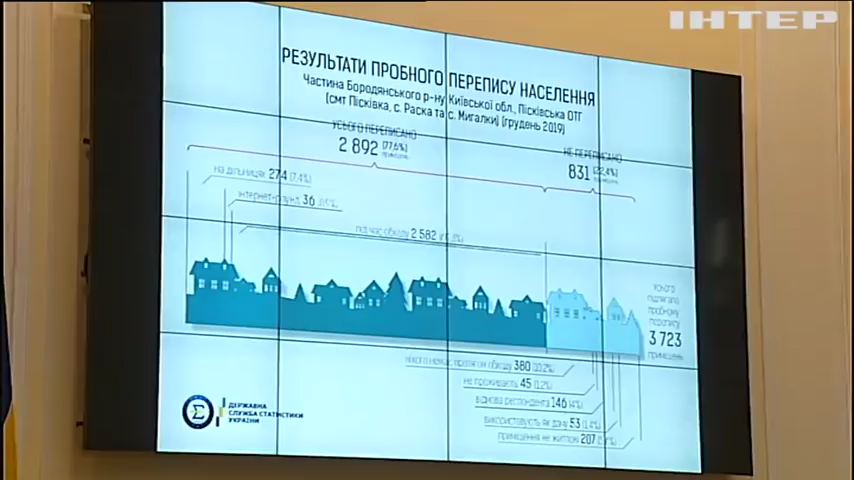 ІНТЕР
РЕЗУЛЬТАТИ ПРОБНОГО ПЕРЕПИСУ НАСЕЛЕННЯ
Частина Бородянського р-ну Київської обл., Пісківська ОТГ
(смт Пісківка, с. Раска та с. Мигалки) (грудень 2019)
УСЬОГО ПЕРЕПИСАНО
2 892 (77,6%)
приміщень
НЕ ПЕРЕПИСАНО
831 (22,4%)
на дільницях 274 (7,4%)
інтернет-раунд 36
під час обходу 2 582
Усього
підлягало
пробному
перепису
3 723
приміщень
нікого немає протягом обходу 380 (10,2%)
не проживають 45 (1,2%)
відмова респондента 146 (4%)
використовують як дачу 53 (1,4%)
приміщення не житлові 207
ДЕРЖАВНА
СЛУЖБА СТАТИСТИКИ
УКРАЇНИ